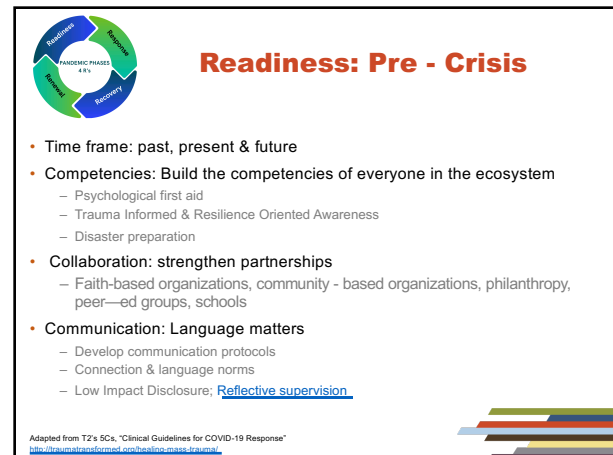 Readiness
Response
PANDEMIC PHASES
4 R's
Renewal
Recovery
Readiness: Pre - Crisis
• Time frame: past, present & future
• Competencies: Build the competencies of everyone in the ecosystem
– Psychological first aid
– Trauma Informed & Resilience Oriented Awareness
– Disaster preparation
• Collaboration: strengthen partnerships
– Faith-based organizations, community - based organizations, philanthropy,
peer—ed groups, schools
• Communication: Language matters
– Develop communication protocols
– Connection & language norms
– Low Impact Disclosure; Reflective supervision
Adapted from T2's 5Cs, "Clinical Guidelines for COVID-19 Response"
http://traumatransformed.org/healing-mass-trauma/